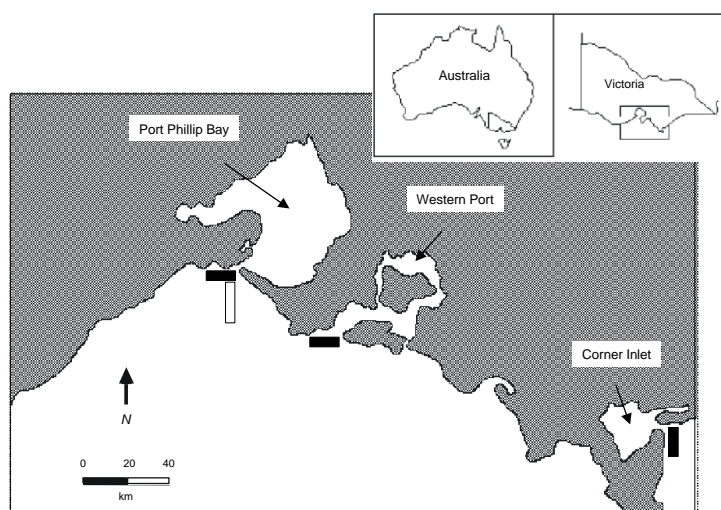 Australia
Victoria
Port Phillip Bay
Western Port
Corner Inlet
N
0 20 40
km